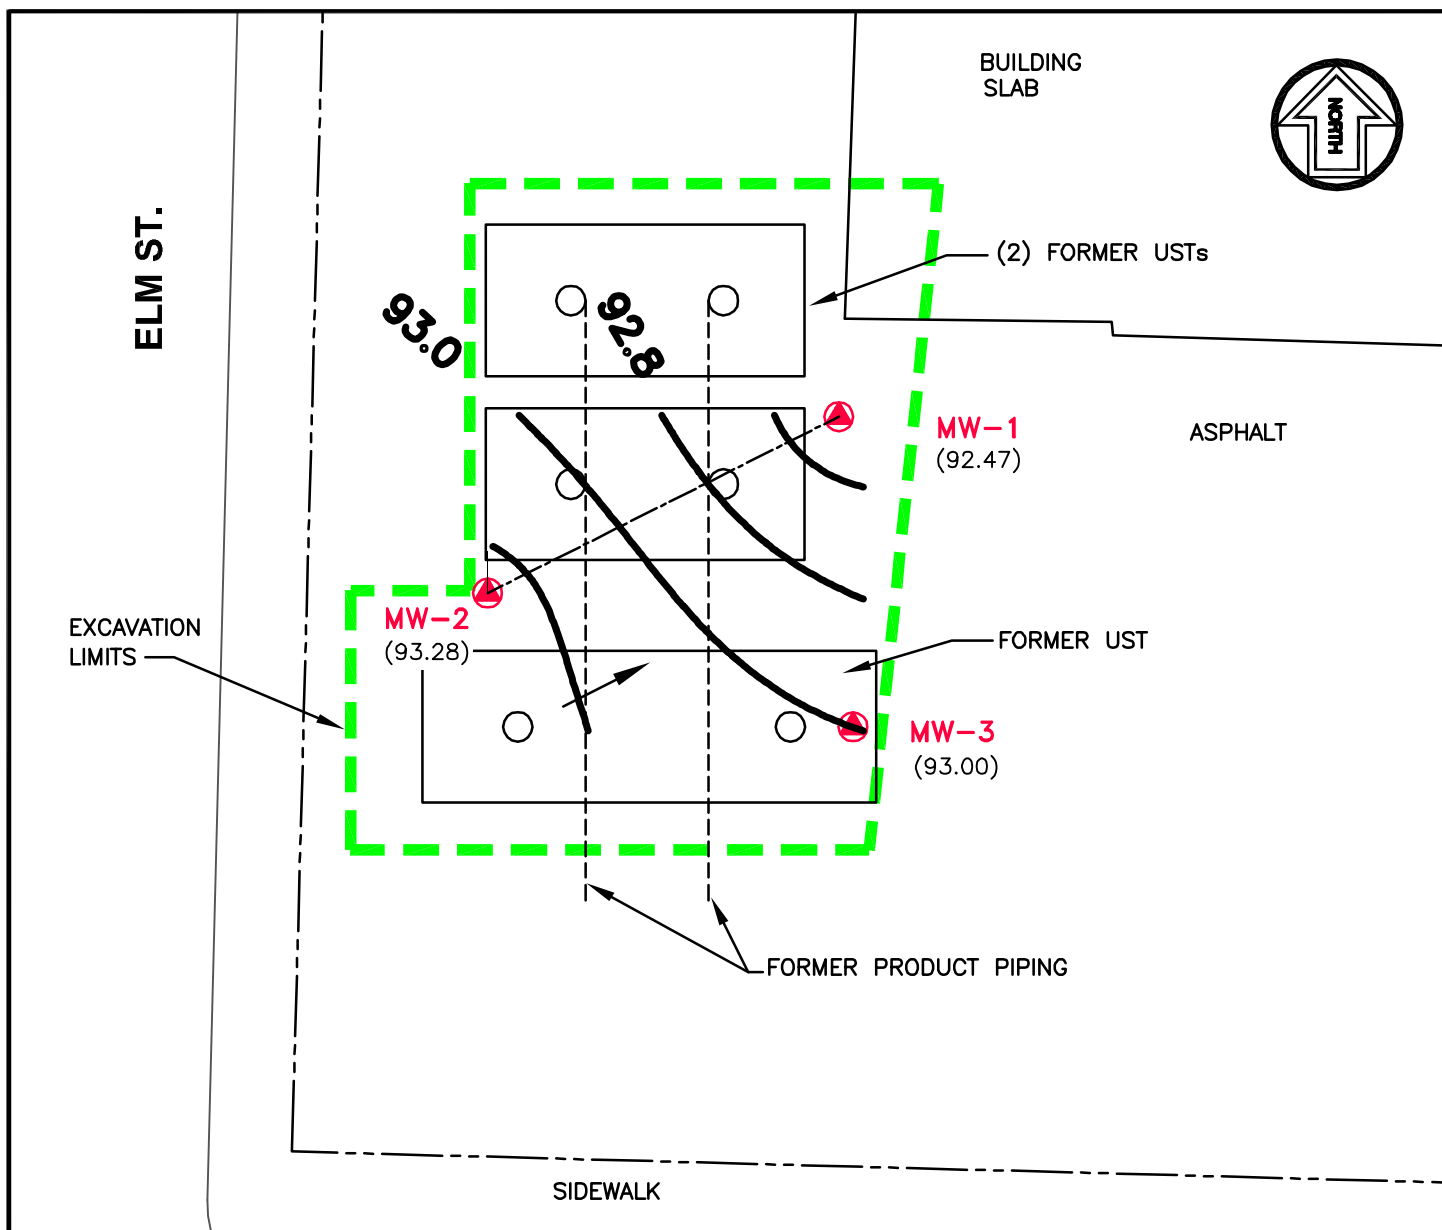 BUILDING
SLAB
NORTH
ELM ST.
(2) FORMER USTs
93.0
92.8
MW-1
(92.47)
ASPHALT
MW-2
(93.28)
EXCAVATION
LIMITS
FORMER UST
MW-3
(93.00)
FORMER PRODUCT PIPING
SIDEWALK